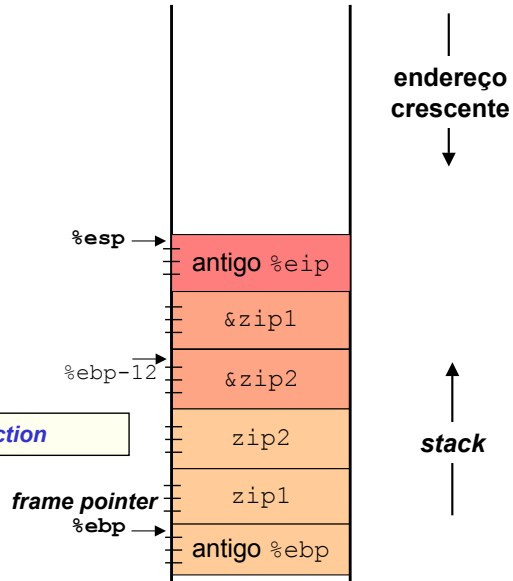 endereço
crescente
%esp
antigo %eip
&zip1
%ebp-12
&zip2
ction
zip2
stack
frame pointer
zip1
%ebp
antigo %ebp